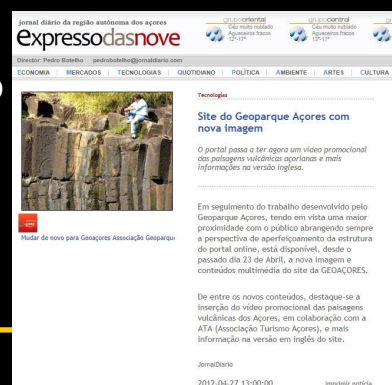 jornal diário da região autónoma dos açores
expressodasnove
grupooriental
Céu muito nublado
Aguaceiros fracos
12º-17º
grupocentral
Céu muito nublado
Aguaceiros fracos
13º-17º
Director: Pedro Botelho pedrobotelho@jornaldiario.com
ECONOMIA | MERCADOS | TECNOLOGIAS | QUOTIDIANO | POLÍTICA | AMBIENTE | ARTES | CULTURA
Tecnologias
Site do Geoparque Açores com
nova imagem
O portal passa a ter agora um vídeo promocional
das paisagens vulcânicas açorianas e mais
informações na versão inglesa.
Mudar de novo para Geoaçores Associação Geoparqu
Em seguimento do trabalho desenvolvido pelo
Geoparque Açores, tendo em vista uma maior
proximidade com o público abrangendo sempre
a perspectiva de aperfeiçoamento da estrutura
do portal online, está disponível, desde o
passado dia 23 de Abril, a nova imagem e
conteúdos multimédia do site da GEOAÇORES.
De entre os novos conteúdos, destaque-se a
inserção do vídeo promocional das paisagens
vulcânicas dos Açores, em colaboração com a
ATA (Associação Turismo Açores), e mais
informação na versão em inglês do site.
JornalDiario
2012-04-27 13:00:00 imprimir notícia